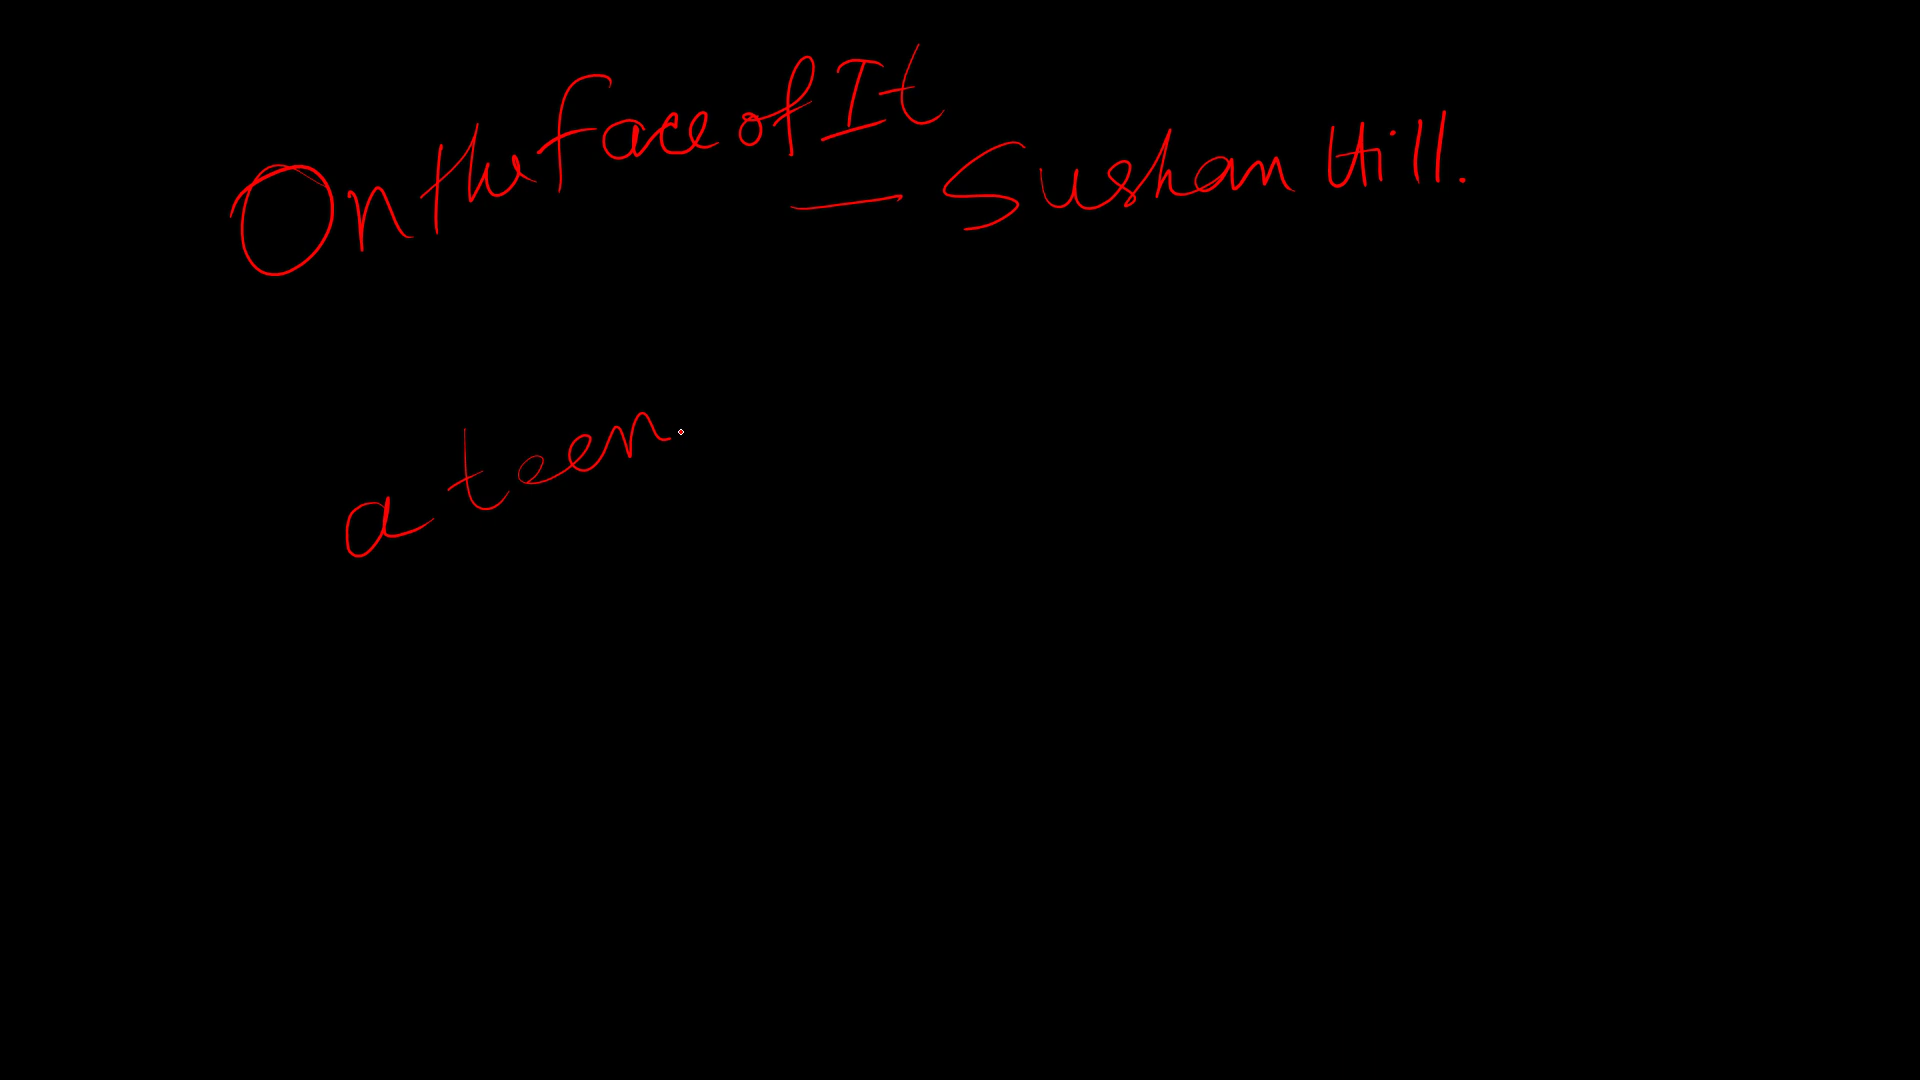 On the face of It
— Sushan Hill.
a teen.